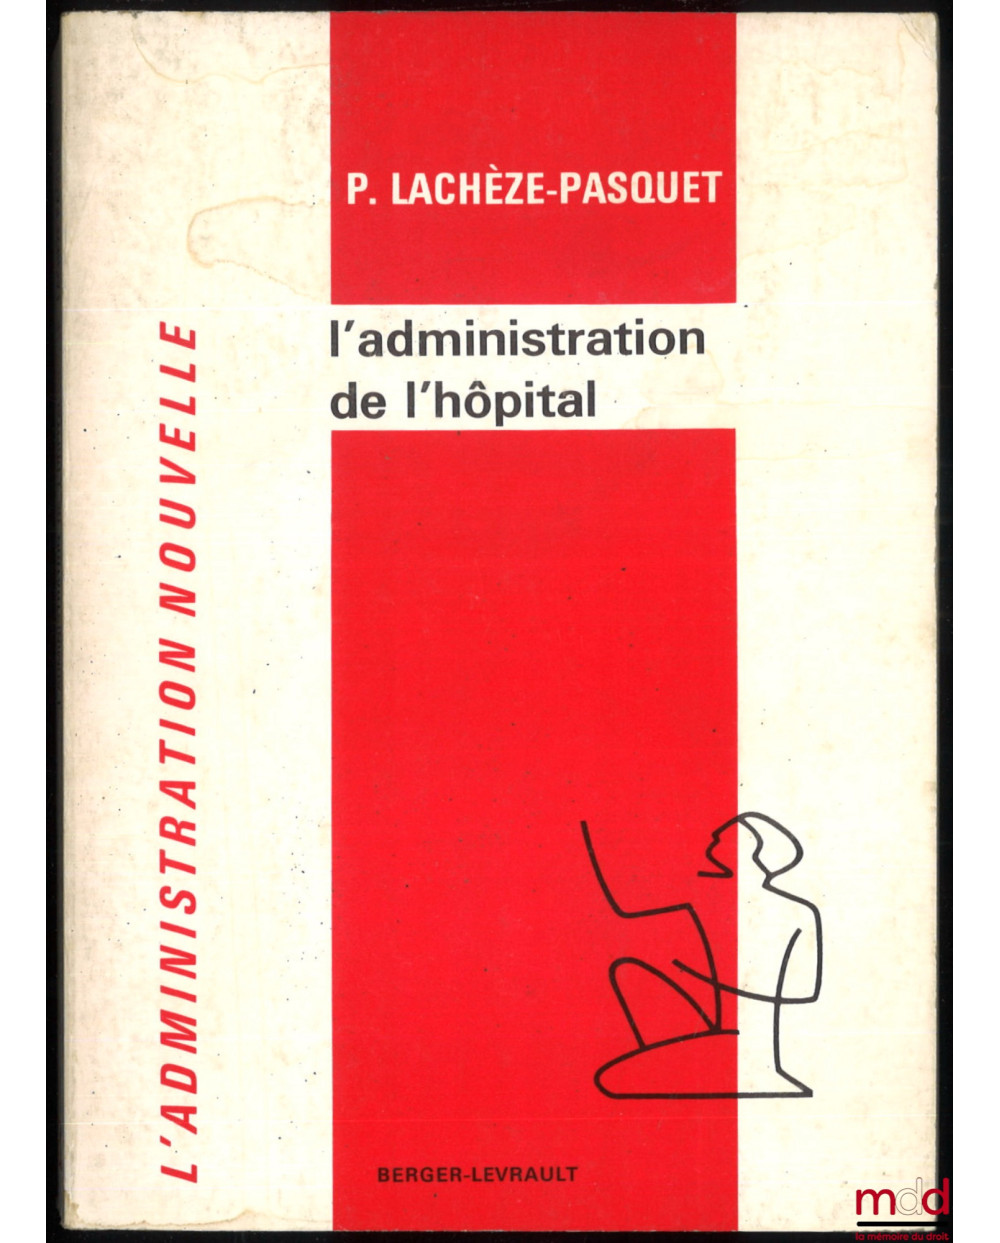 P. LACHÈZE-PASQUET
l'administration
de l'hôpital
L'ADMINISTRATION NOUVELLE
BERGER-LEVRAULT
mdd
la mémoire du droit